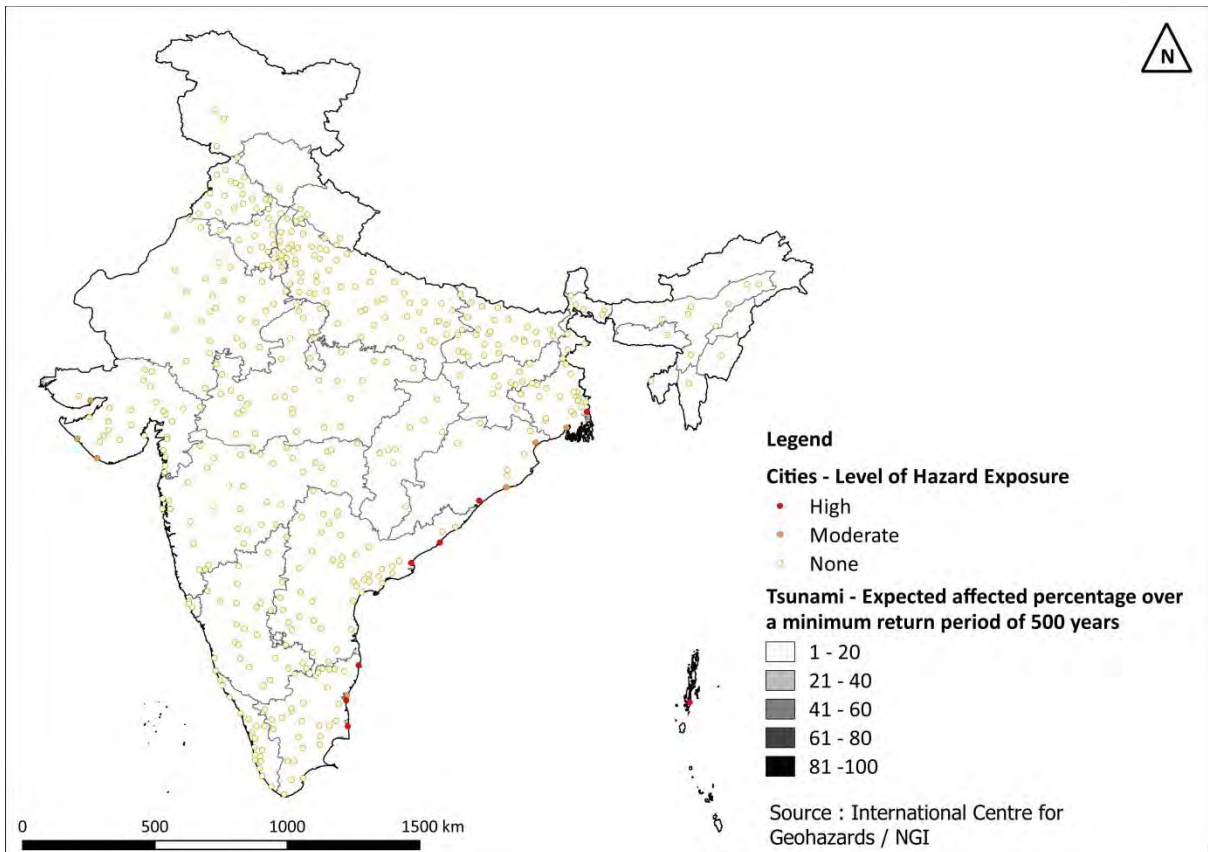 N
Legend
Cities - Level of Hazard Exposure
High
Moderate
None
Tsunami - Expected affected percentage over
a minimum return period of 500 years
1 - 20
21 - 40
41 - 60
61 - 80
81 -100
Source : International Centre for
Geohazards / NGI
0 500 1000 1500 km